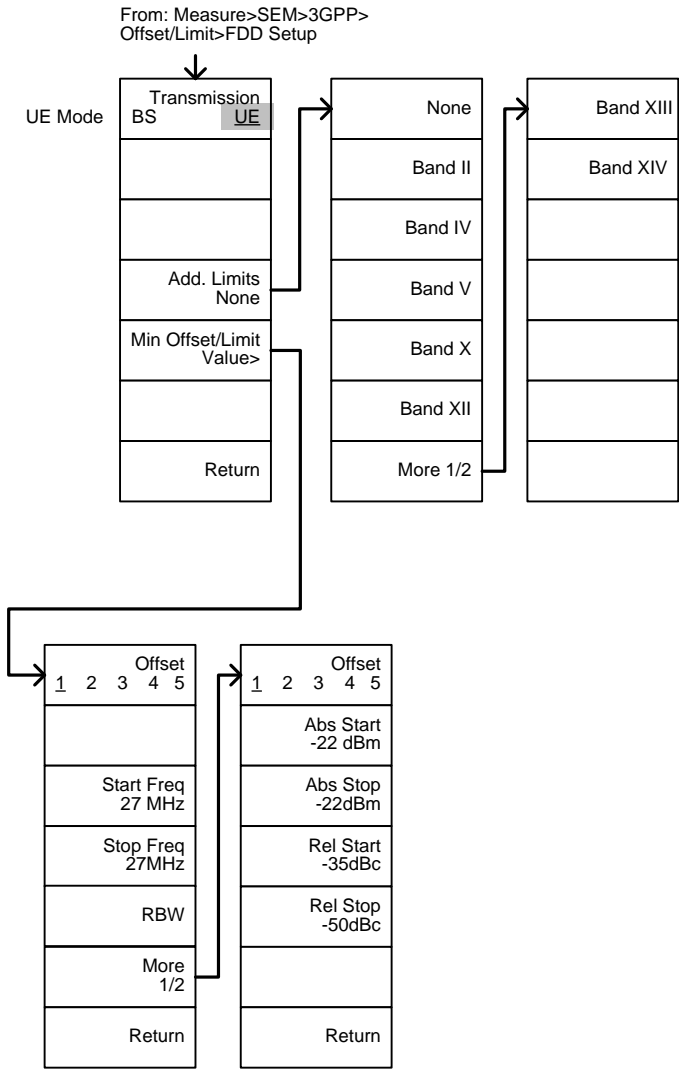 From: Measure>SEM>3GPP>
Offset/Limit>FDD Setup
UE Mode
Transmission
BS UE
Add. Limits
None
Min Offset/Limit
Value>
Return
None
Band II
Band IV
Band V
Band X
Band XII
More 1/2
Band XIII
Band XIV
Offset
1 2 3 4 5
Start Freq
27 MHz
Stop Freq
27MHz
RBW
More
1/2
Return
Offset
1 2 3 4 5
Abs Start
-22 dBm
Abs Stop
-22dBm
Rel Start
-35dBc
Rel Stop
-50dBc
Return